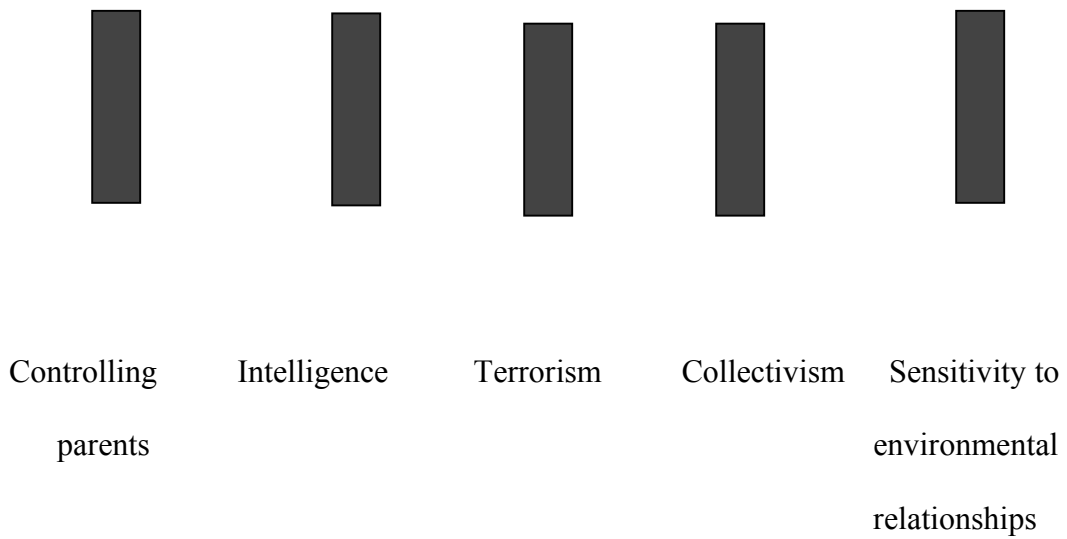 Controlling Intelligence Terrorism Collectivism Sensitivity to
parents environmental
relationships